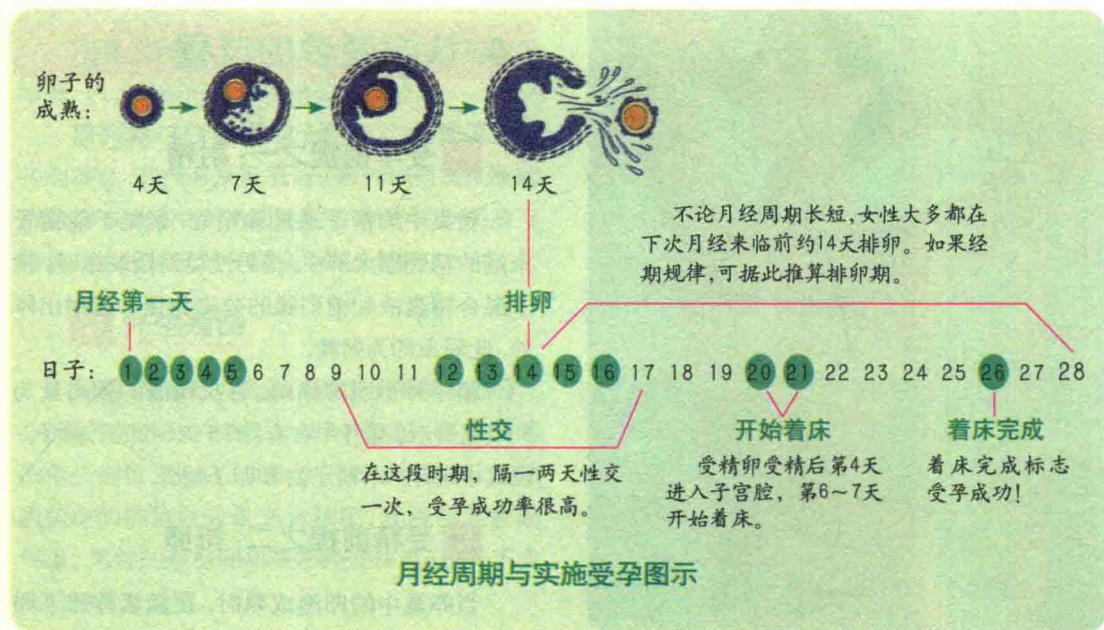 卵子的
成熟：
4天 7天 11天 14天
不论月经周期长短，女性大多都在
下次月经来临前约14天排卵。如果经
期规律，可据此推算排卵期。
月经第一天 排卵
日子： 1 2 3 4 5 6 7 8 9 10 11 12 13 14 15 16 17 18 19 20 21 22 23 24 25 26 27 28
性交
在这段时期，隔一两天性交
一次，受孕成功率很高。
开始着床
受精卵受精后第4天
进入子宫腔，第6～7天
开始着床。
着床完成
着床完成标志
受孕成功！
月经周期与实施受孕图示